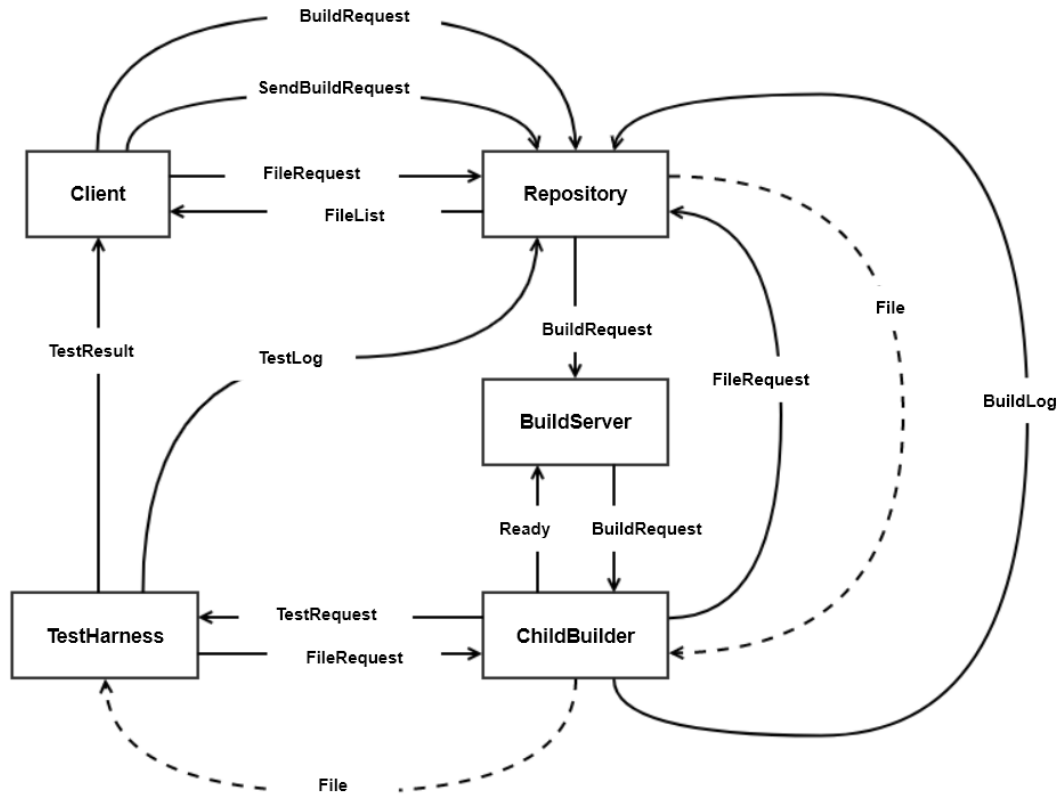 BuildRequest
SendBuildRequest
Client
FileRequest
Repository
FileList
File
BuildRequest
TestResult
TestLog
FileRequest
BuildLog
BuildServer
Ready
BuildRequest
TestRequest
TestHarness
ChildBuilder
FileRequest
File